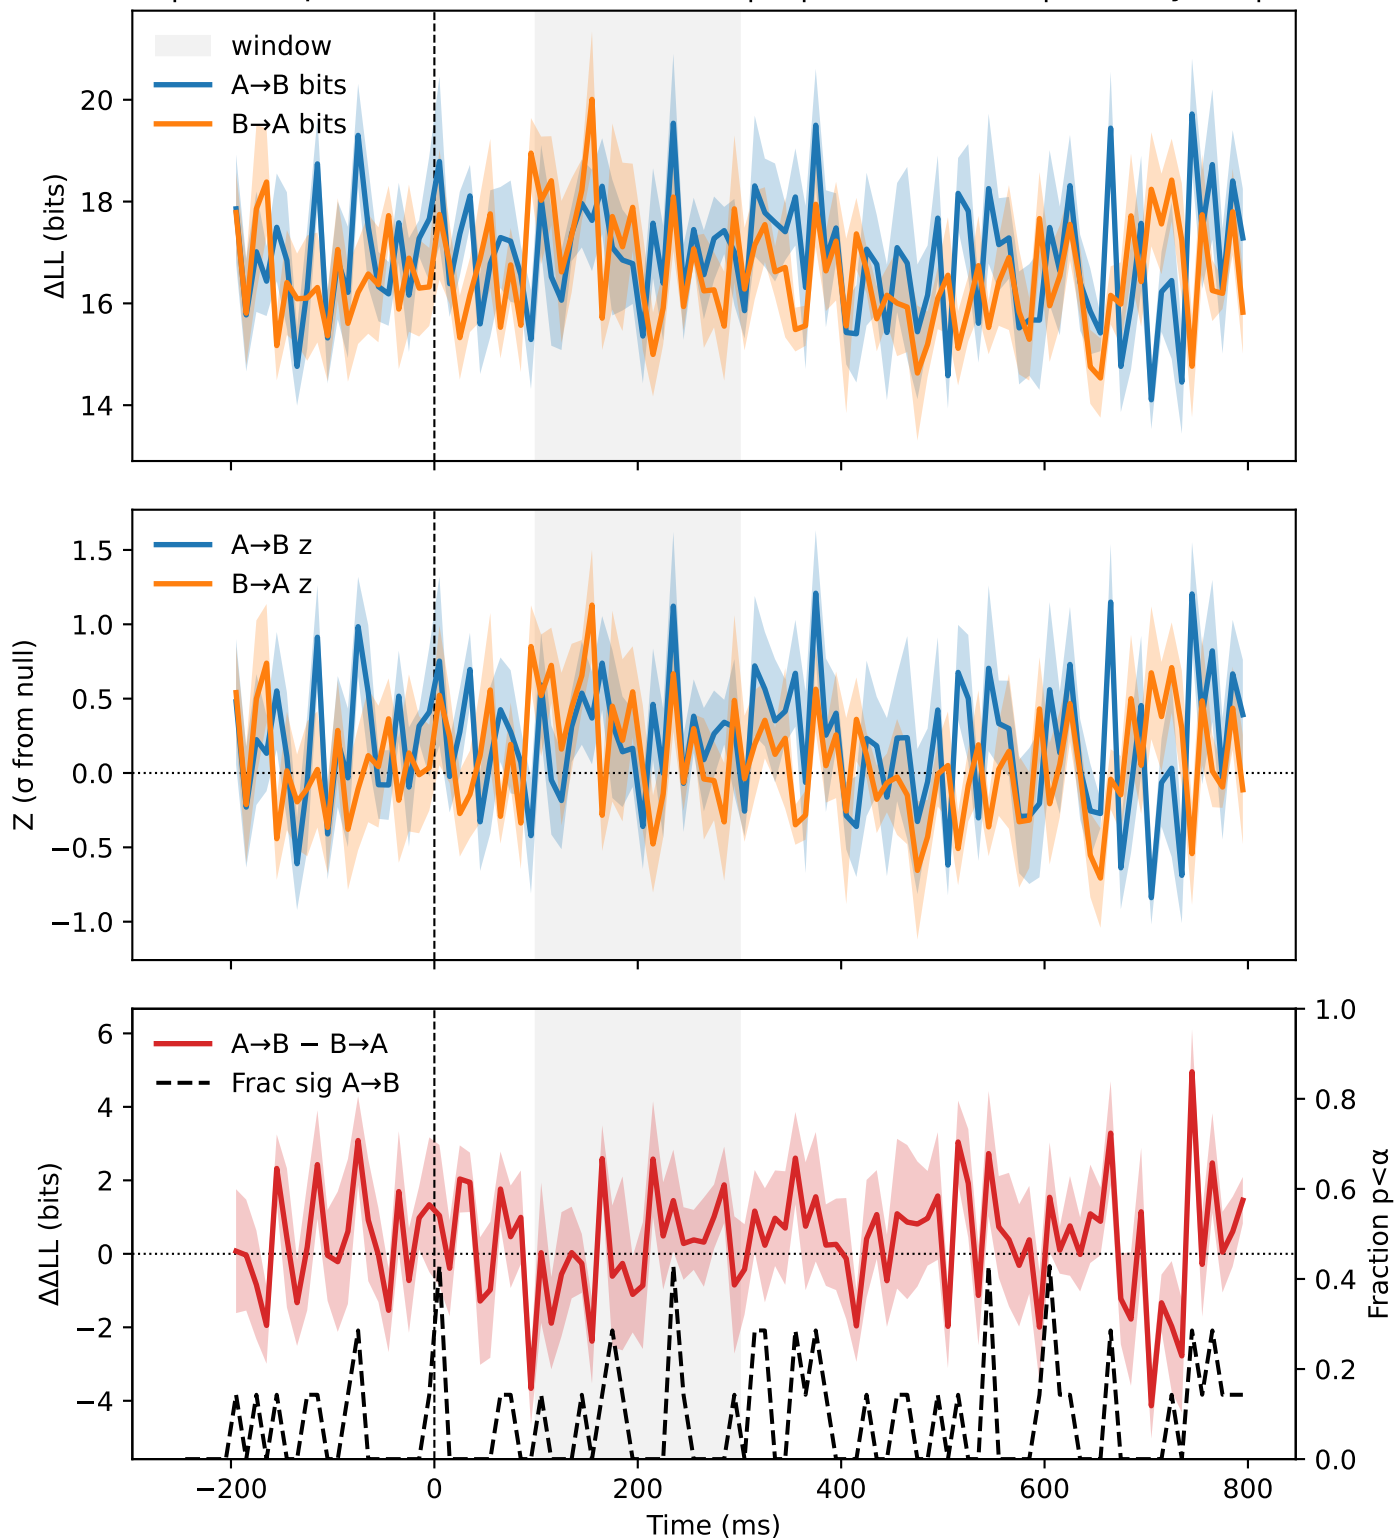 window
A→B bits
B→A bits
ΔLL (bits)
20
18
16
14
A→B z
B→A z
Z (σ from null)
1.5
1.0
0.5
0.0
−0.5
−1.0
A→B − B→A
Frac sig A→B
ΔΔLL (bits)
6
4
2
0
−2
−4
1.0
0.8
0.6
0.4
0.2
0.0
Fraction p<α
−200
0
200
400
600
800
Time (ms)